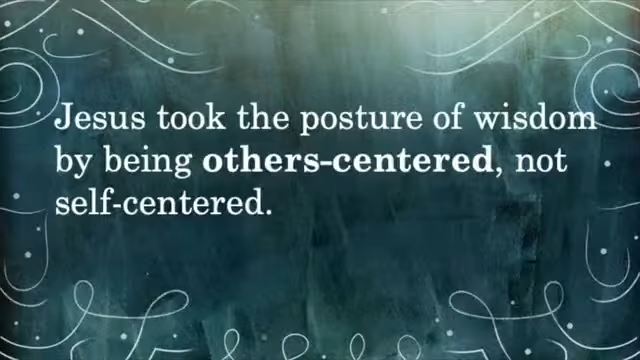 Jesus took the posture of wisdom
by being others-centered, not
self-centered.